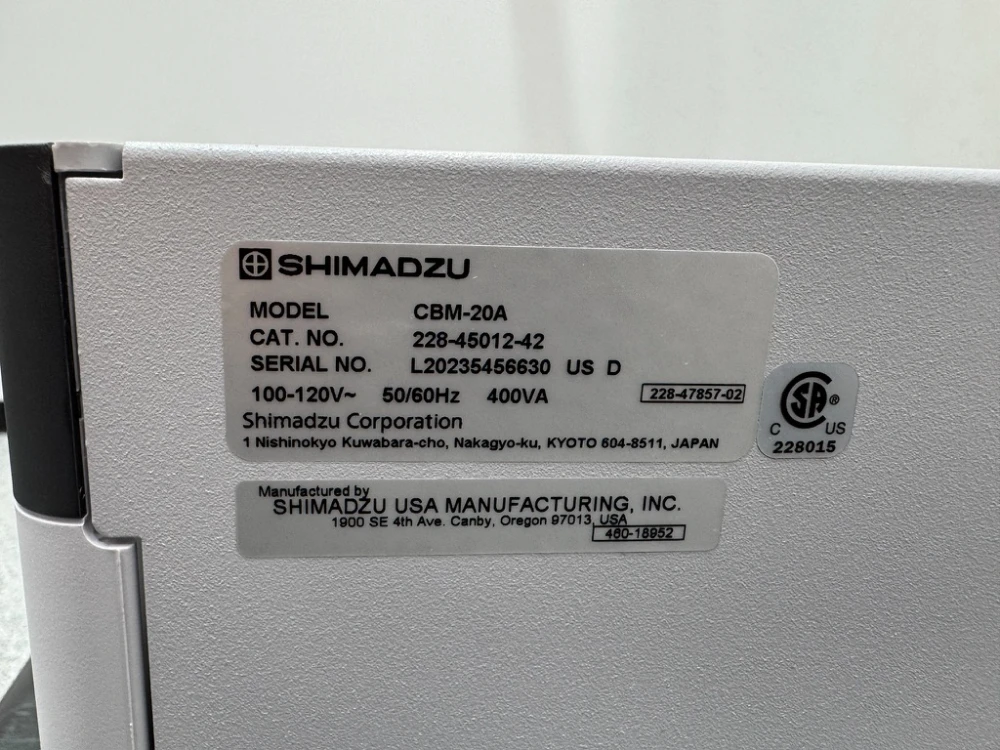 SHIMADZU
MODEL CBM-20A
CAT. NO. 228-45012-42
SERIAL NO. L20235456630 US D
100-120V~ 50/60Hz 400VA 228-47857-02
Shimadzu Corporation
1 Nishinokyo Kuwabara-cho, Nakagyo-ku, KYOTO 604-8511, JAPAN
SA ®
C US
228015
Manufactured by
SHIMADZU USA MANUFACTURING, INC.
1900 SE 4th Ave. Canby, Oregon 97013, USA
460-18952